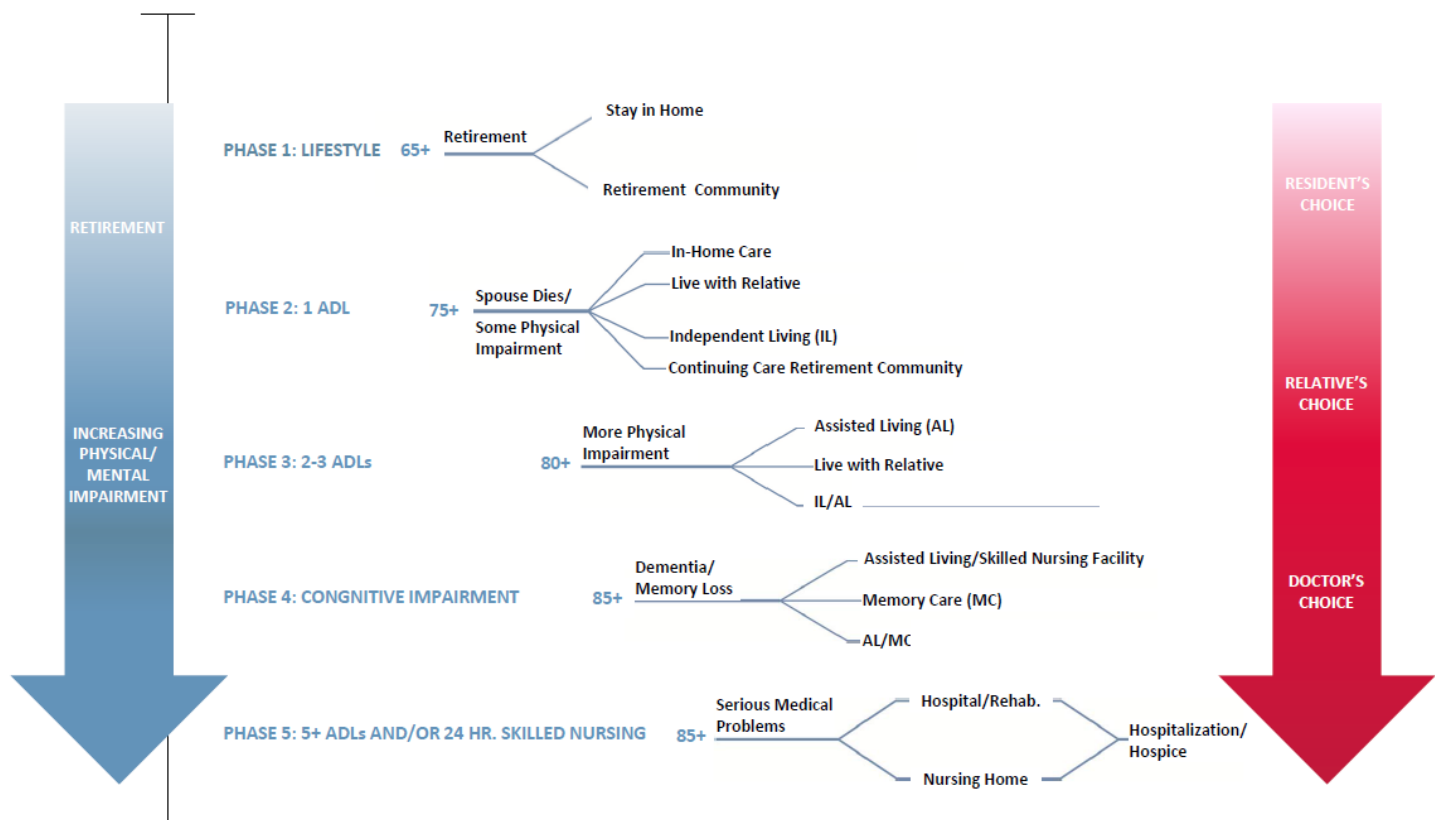 RETIREMENT
INCREASING
PHYSICAL/
MENTAL
IMPAIRMENT
PHASE 1: LIFESTYLE 65+ Retirement
Stay in Home
Retirement Community
PHASE 2: 1 ADL 75+ Spouse Dies/
Some Physical
Impairment
In-Home Care
Live with Relative
Independent Living (IL)
Continuing Care Retirement Community
PHASE 3: 2-3 ADLs 80+ More Physical
Impairment
Assisted Living (AL)
Live with Relative
IL/AL
PHASE 4: CONGNITIVE IMPAIRMENT 85+ Dementia/
Memory Loss
Assisted Living/Skilled Nursing Facility
Memory Care (MC)
AL/MC
PHASE 5: 5+ ADLs AND/OR 24 HR. SKILLED NURSING 85+ Serious Medical
Problems
Hospital/Rehab.
Nursing Home
Hospitalization/
Hospice
RESIDENT'S
CHOICE
RELATIVE'S
CHOICE
DOCTOR'S
CHOICE